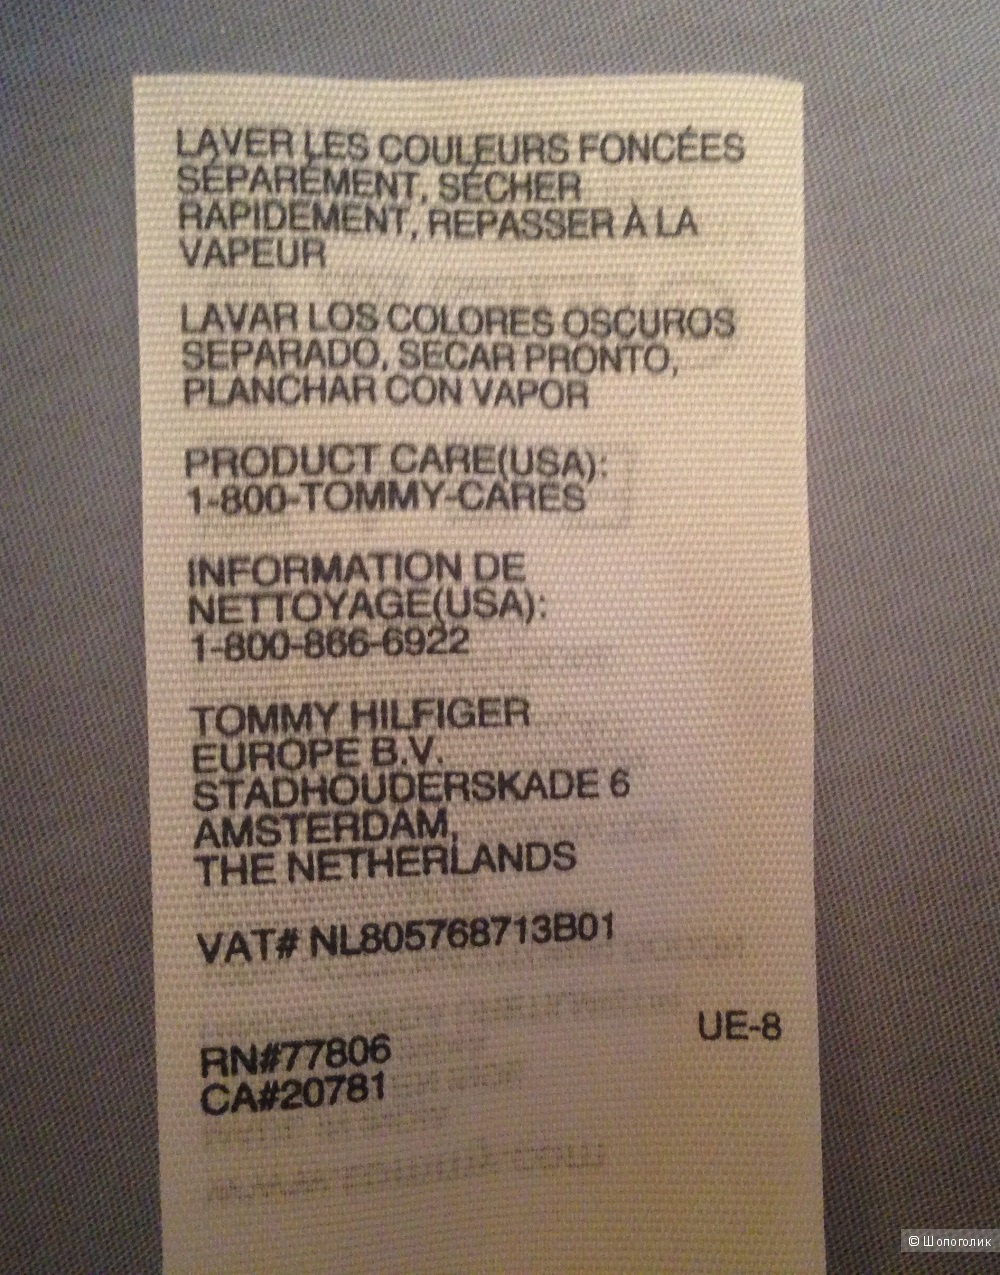 LAVER LES COULEURS FONCÉES
SÉPARÉMENT, SÉCHER
RAPIDEMENT, REPASSER À LA
VAPEUR
LAVAR LOS COLORES OSCUROS
SEPARADO, SECAR PRONTO,
PLANCHAR CON VAPOR
PRODUCT CARE(USA):
1-800-TOMMY-CARES
INFORMATION DE
NETTOYAGE(USA):
1-800-866-6922
TOMMY HILFIGER
EUROPE B.V.
STADHOUDERSKADE 6
AMSTERDAM,
THE NETHERLANDS
VAT# NL805768713B01
UE-8
RN#77806
CA#20781
© Шопоголик